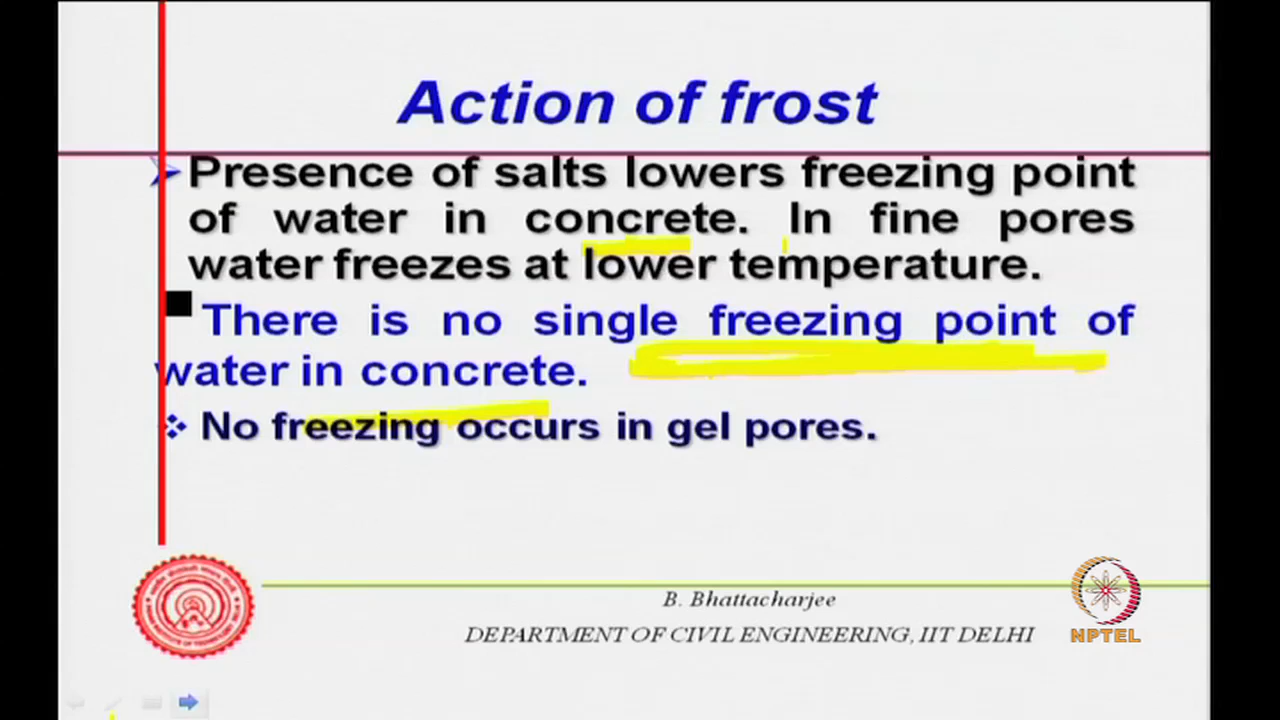 Action of frost
Presence of salts lowers freezing point
of water in concrete. In fine pores
water freezes at lower temperature.
There is no single freezing point of
water in concrete.
No freezing occurs in gel pores.
B. Bhattacharjee
DEPARTMENT OF CIVIL ENGINEERING, IIT DELHI
NPTEL